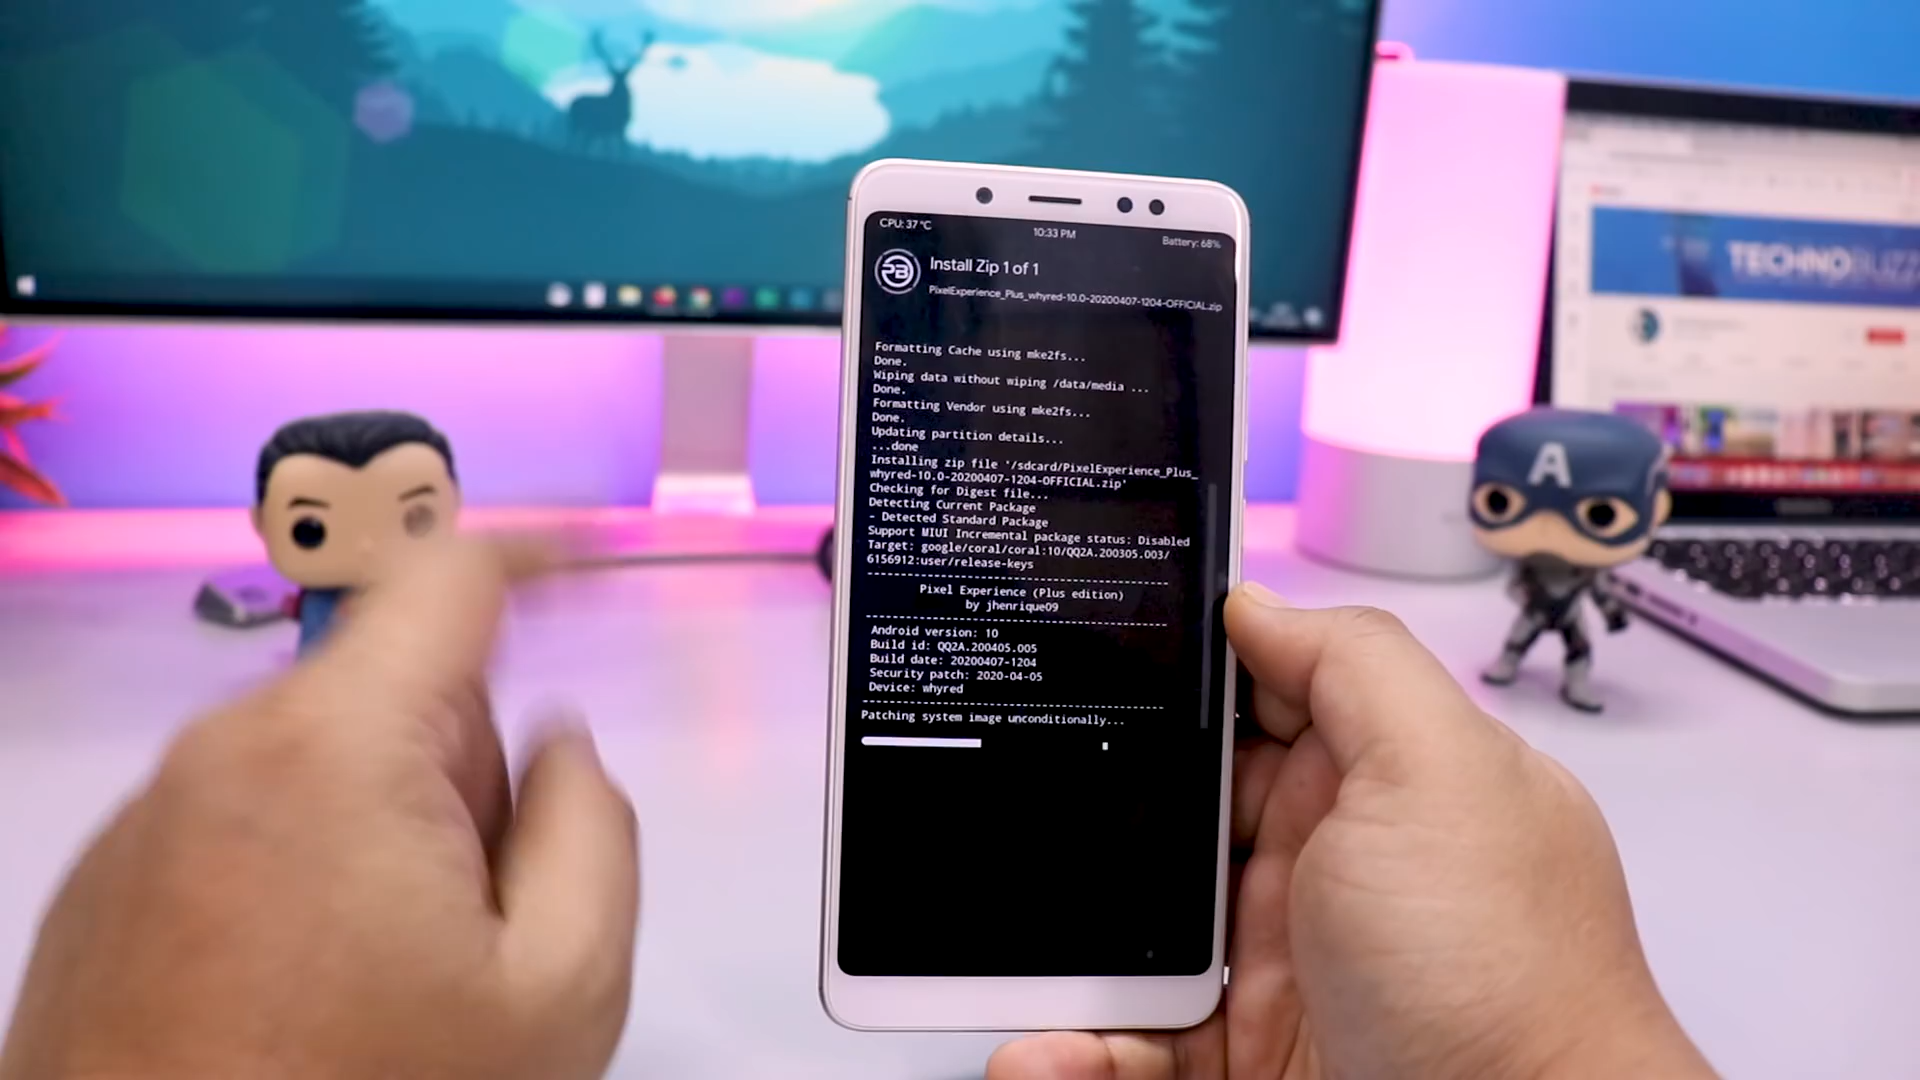 CPU: 37 °C
10:33 PM
Battery: 68%
PB
Install Zip 1 of 1
PixelExperience_Plus_whyred-10.0-20200407-1204-OFFICIAL.zip
Formatting Cache using mke2fs...
Done.
Wiping data without wiping /data/media ...
Done.
Formatting Vendor using mke2fs...
Done.
Updating partition details...
...done
Installing zip file '/sdcard/PixelExperience_Plus_
whyred-10.0-20200407-1204-OFFICIAL.zip'
Checking for Digest file...
Detecting Current Package
- Detected Standard Package
Support MIUI Incremental package status: Disabled
Target: google/coral/coral:10/QQ2A.200305.003/
6156912:user/release-keys
--------------------------------------------------
Pixel Experience (Plus edition)
by jhenrique09
--------------------------------------------------
Android version: 10
Build id: QQ2A.200405.005
Build date: 20200407-1204
Security patch: 2020-04-05
Device: whyred
--------------------------------------------------
Patching system image unconditionally...
TECHNOBUZZ
A